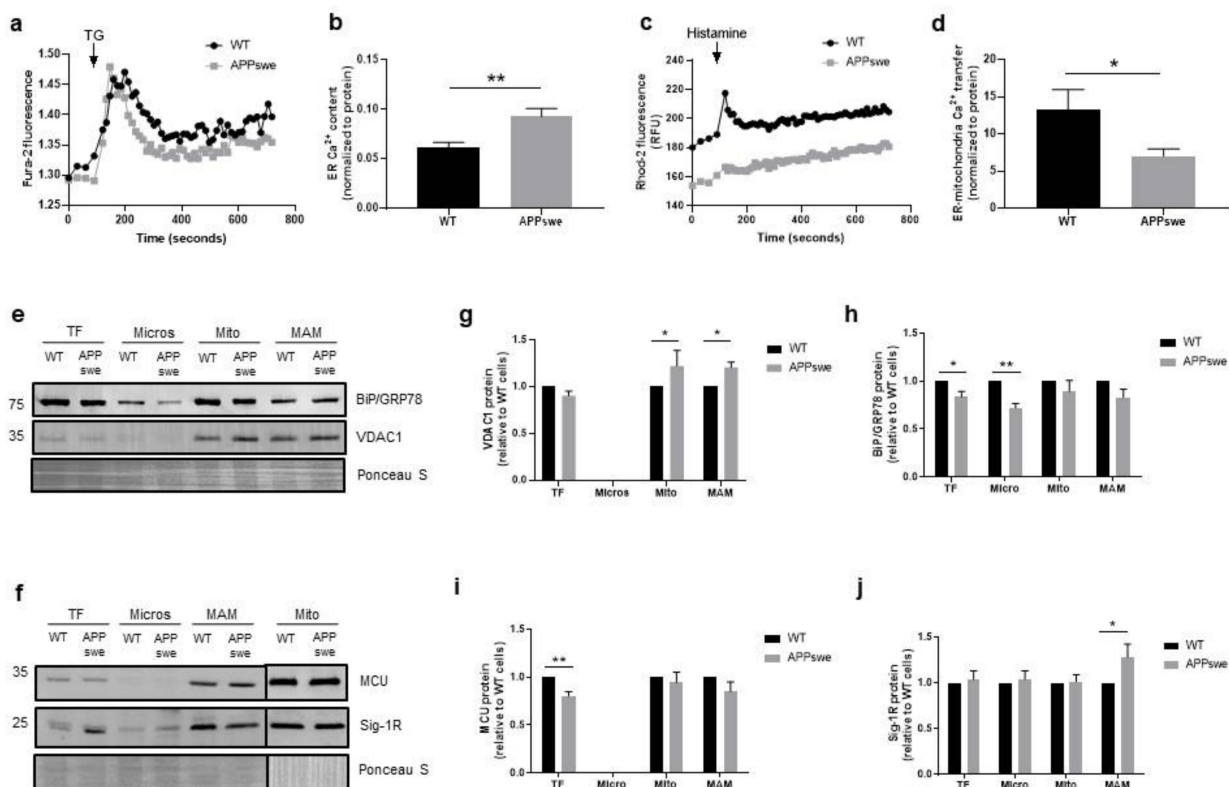 a
TG
WT
APPswe
Fura-2 fluorescence
1.50
1.45
1.40
1.35
1.30
1.25
0 200 400 600 800
Time (seconds)
b
**
ER Ca2+ content
(normalized to protein)
0.15
0.10
0.05
0.00
WT APPswe
c
Histamine
WT
APPswe
Rhod-2 fluorescence
(RFU)
240
220
200
180
160
140
0 200 400 600 800
Time (seconds)
d
*
ER-mitochondria Ca2+ transfer
(normalized to protein)
20
15
10
5
0
WT APPswe
e
TF Micros Mito MAM
WT APP swe WT APP swe WT APP swe WT APP swe
75 BiP/GRP78
35 VDAC1
Ponceau S
g
* *
WT
APPswe
VDAC1 protein
(relative to WT cells)
1.5
1.0
0.5
0.0
TF Micros Mito MAM
h
* **
WT
APPswe
BiP/GRP78 protein
(relative to WT cells)
1.5
1.0
0.5
0.0
TF Micro Mito MAM
f
TF Micros MAM Mito
WT APP swe WT APP swe WT APP swe WT APP swe
35 MCU
25 Sig-1R
Ponceau S
i
**
WT
APPswe
MCU protein
(relative to WT cells)
1.5
1.0
0.5
0.0
TF Micro Mito MAM
j
*
WT
APPswe
Sig-1R protein
(relative to WT cells)
1.5
1.0
0.5
0.0
TF Micro Mito MAM